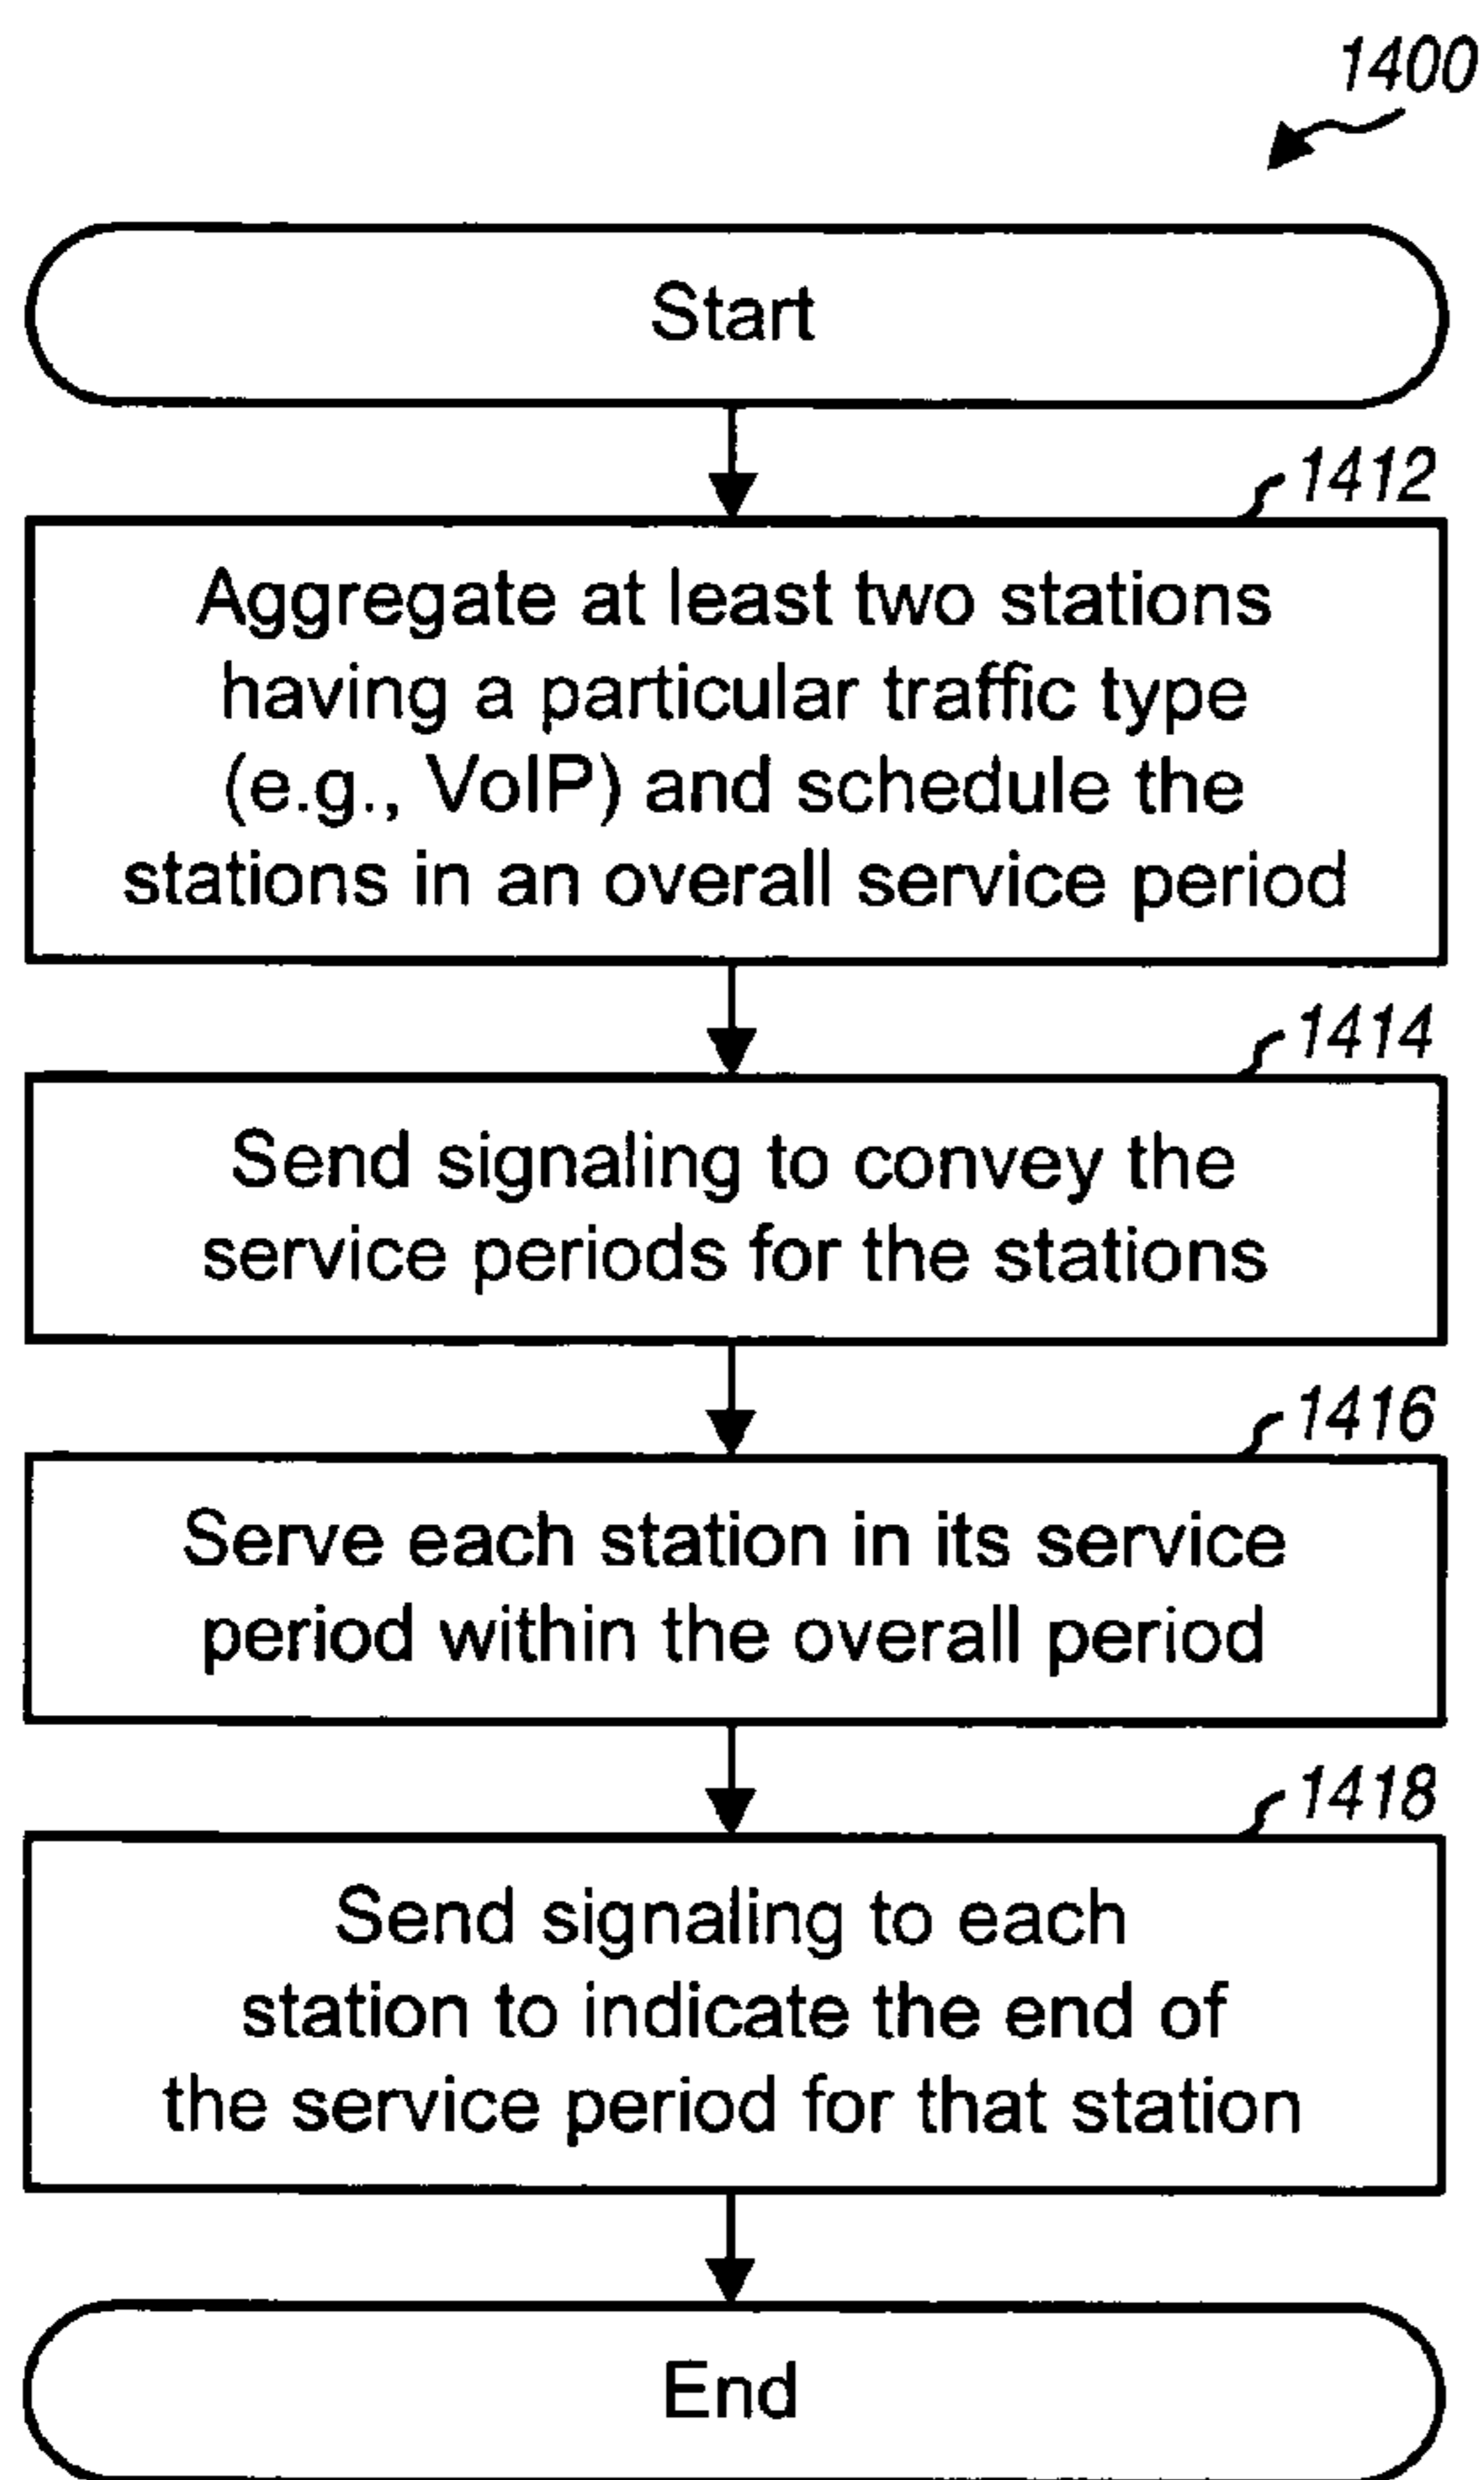 1400
Start
1412
Aggregate at least two stations
having a particular traffic type
(e.g., VoIP) and schedule the
stations in an overall service period
1414
Send signaling to convey the
service periods for the stations
1416
Serve each station in its service
period within the overall period
1418
Send signaling to each
station to indicate the end of
the service period for that station
End